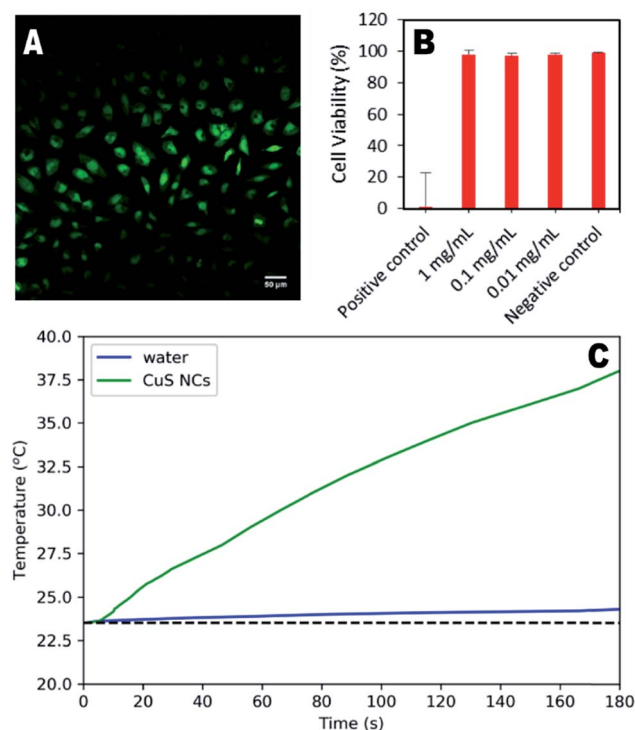 A
50 µm
B
Cell Viability (%)
120
100
80
60
40
20
0
Positive control
1 mg/mL
0.1 mg/mL
0.01 mg/mL
Negative control
C
water
CuS NCs
Temperature (°C)
40.0
37.5
35.0
32.5
30.0
27.5
25.0
22.5
20.0
0 20 40 60 80 100 120 140 160 180
Time (s)